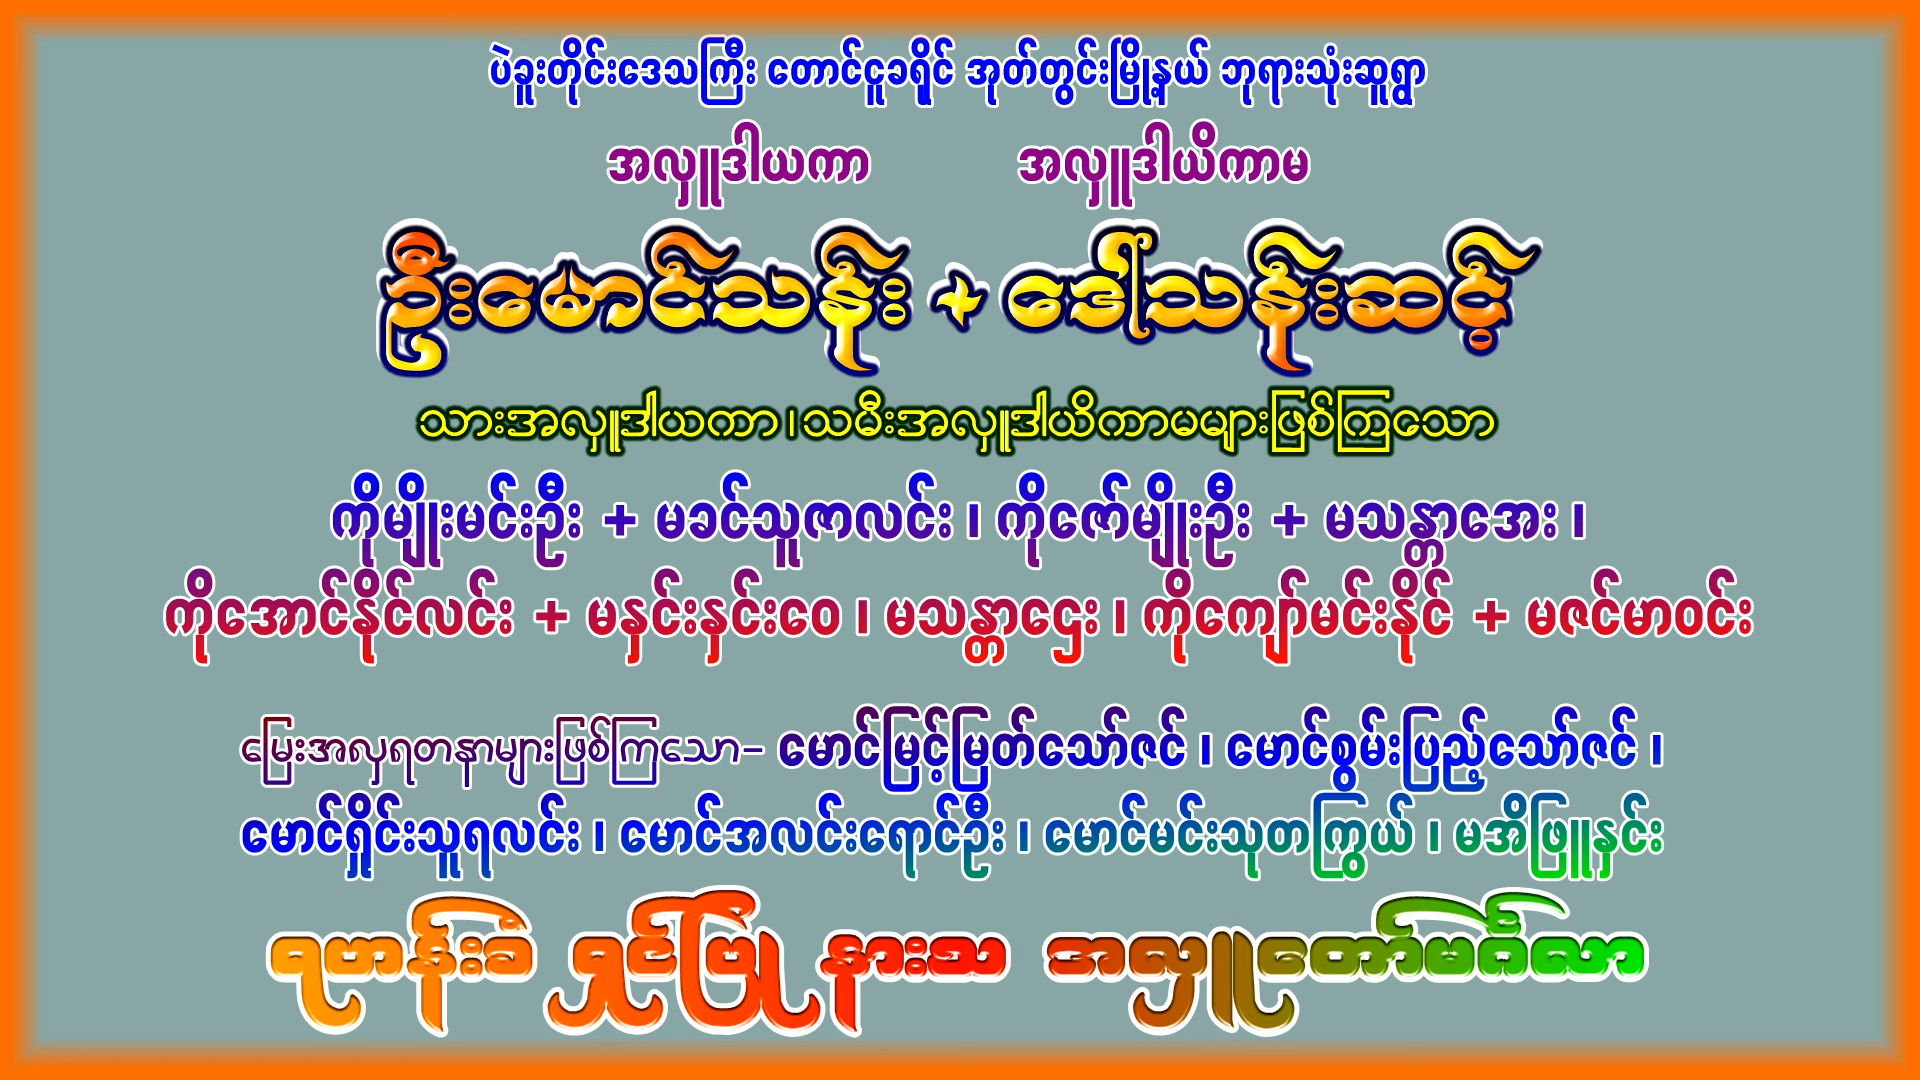 ပဲခူးတိုင်းဒေသကြီး တောင်ငူခရိုင် အုတ်တွင်းမြို့နယ် ဘုရားသုံးဆူရွာ
အလှူဒါယကာ အလှူဒါယိကာမ
ဦးမောင်သန်း + ဒေါ်သန်းဆင့်
သားအလှူဒါယကာ၊သမီးအလှူဒါယိကာမများဖြစ်ကြသော
ကိုမျိုးမင်းဦး + မခင်သူဇာလင်း ၊ ကိုဇော်မျိုးဦး + မသန္တာအေး ၊
ကိုအောင်နိုင်လင်း + မနှင်းနှင်းဝေ ၊ မသန္တာဌေး ၊ ကိုကျော်မင်းနိုင် + မဇင်မာဝင်း
မြေးအလှရတနာများဖြစ်ကြသော– မောင်မြင့်မြတ်သော်ဇင် ၊ မောင်စွမ်းပြည့်သော်ဇင် ၊
မောင်ရှိုင်းသူရလင်း ၊ မောင်အလင်းရောင်ဦး ၊ မောင်မင်းသုတကြွယ် ၊ မအိဖြူနှင်း
ရဟန်းခံ ရှင်ပြု နားသ အလှူတော်မင်္ဂလာ